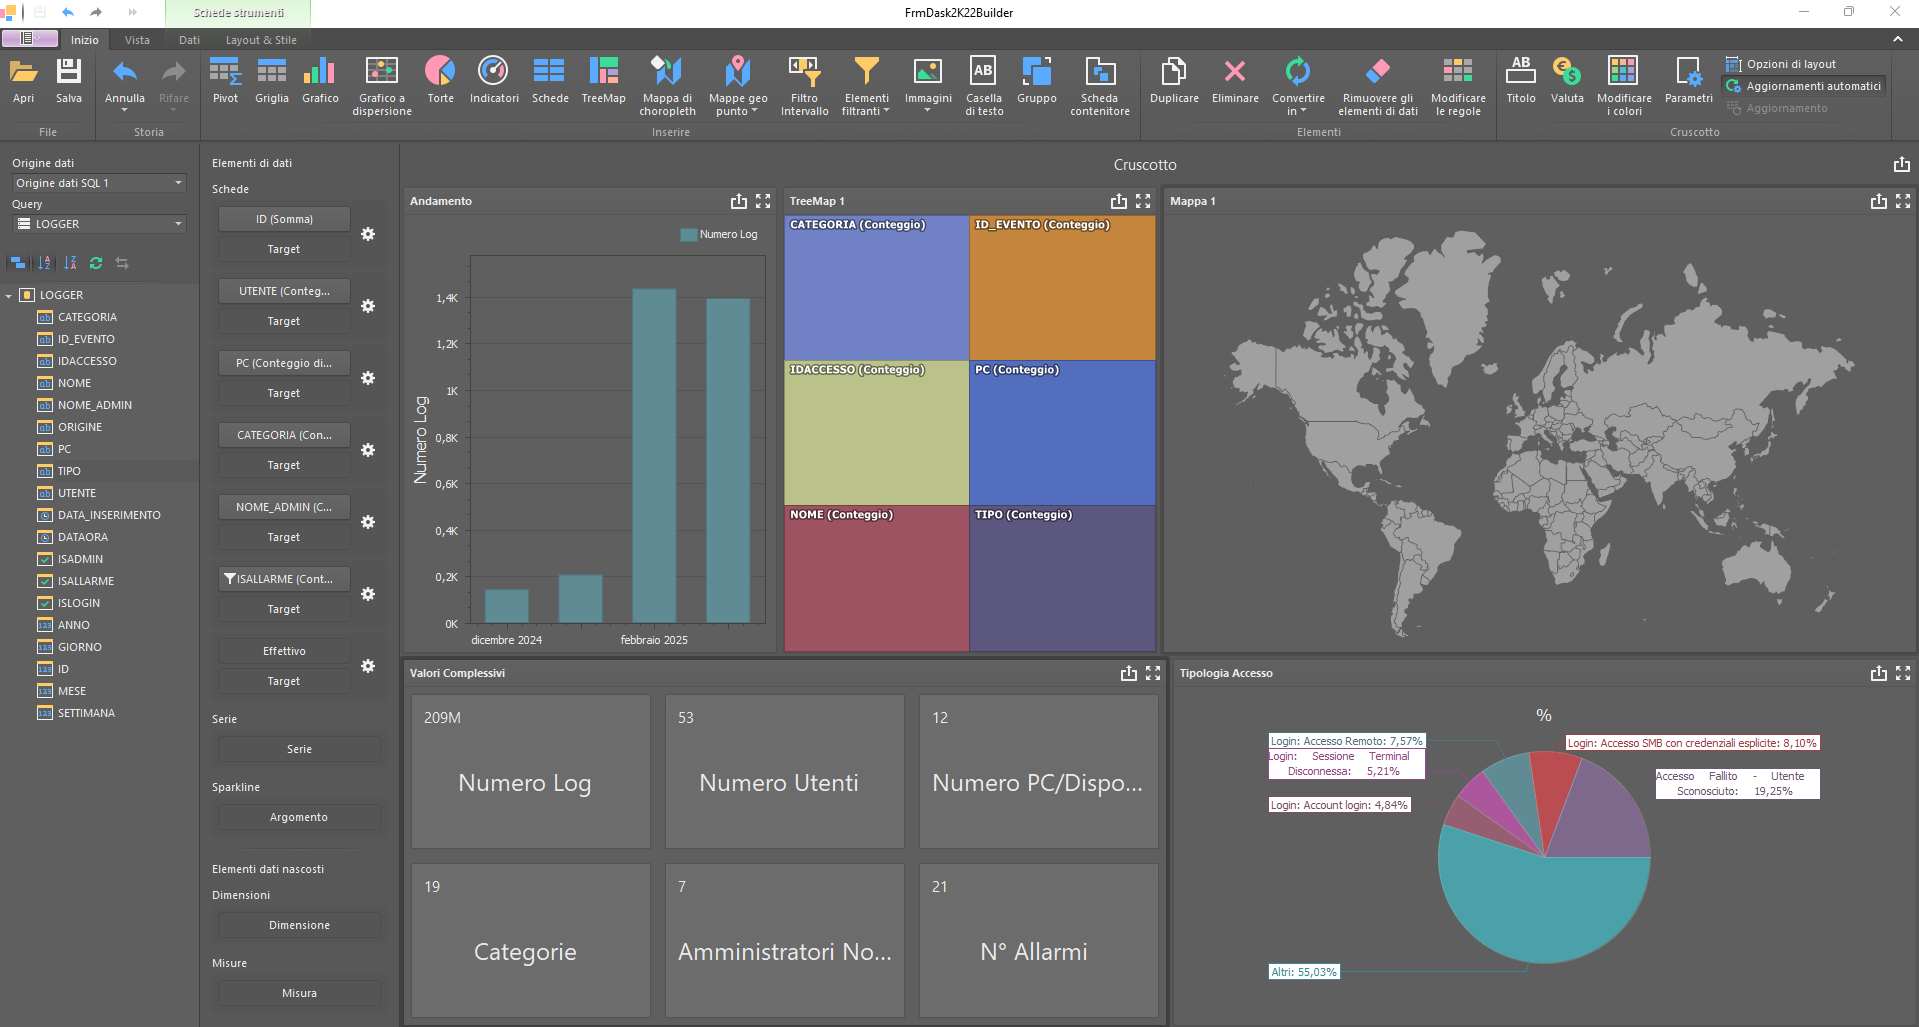 Schede strumenti
FrmDask2K22Builder
Inizio
Vista
Dati
Layout & Stile
Apri
Salva
File
Annulla
Rifare
Storia
Pivot
Griglia
Grafico
Grafico a
dispersione
Torte
Indicatori
Schede
TreeMap
Mappa di
choropleth
Mappe geo
punto
Filtro
Intervallo
Elementi
filtranti
Immagini
Casella
di testo
Gruppo
Scheda
contenitore
Inserire
Duplicare
Eliminare
Convertire
in
Rimuovere gli
elementi di dati
Modificare
le regole
Elementi
Titolo
Valuta
Modificare
i colori
Parametri
Opzioni di layout
Aggiornamenti automatici
Aggiornamento
Cruscotto
Origine dati
Origine dati SQL 1
Query
LOGGER
LOGGER
CATEGORIA
ID_EVENTO
IDACCESSO
NOME
NOME_ADMIN
ORIGINE
PC
TIPO
UTENTE
DATA_INSERIMENTO
DATAORA
ISADMIN
ISALLARME
ISLOGIN
ANNO
GIORNO
ID
MESE
SETTIMANA
Elementi di dati
Schede
ID (Somma)
Target
UTENTE (Conteg...
Target
PC (Conteggio di...
Target
CATEGORIA (Con...
Target
NOME_ADMIN (C...
Target
ISALLARME (Cont...
Target
Effettivo
Target
Serie
Serie
Sparkline
Argomento
Elementi dati nascosti
Dimensioni
Dimensione
Misure
Misura
Cruscotto
Andamento
Numero Log
Numero Log
1,4K
1,2K
1K
0,8K
0,6K
0,4K
0,2K
0K
dicembre 2024
febbraio 2025
TreeMap 1
CATEGORIA (Conteggio)
ID_EVENTO (Conteggio)
IDACCESSO (Conteggio)
PC (Conteggio)
NOME (Conteggio)
TIPO (Conteggio)
Mappa 1
Valori Complessivi
209M
Numero Log
53
Numero Utenti
12
Numero PC/Dispo...
19
Categorie
7
Amministratori No...
21
N° Allarmi
Tipologia Accesso
%
Login: Accesso Remoto: 7,57%
Login: Sessione Terminal
Disconnessa: 5,21%
Login: Account login: 4,84%
Login: Accesso SMB con credenziali esplicite: 8,10%
Accesso Fallito - Utente
Sconosciuto: 19,25%
Altri: 55,03%